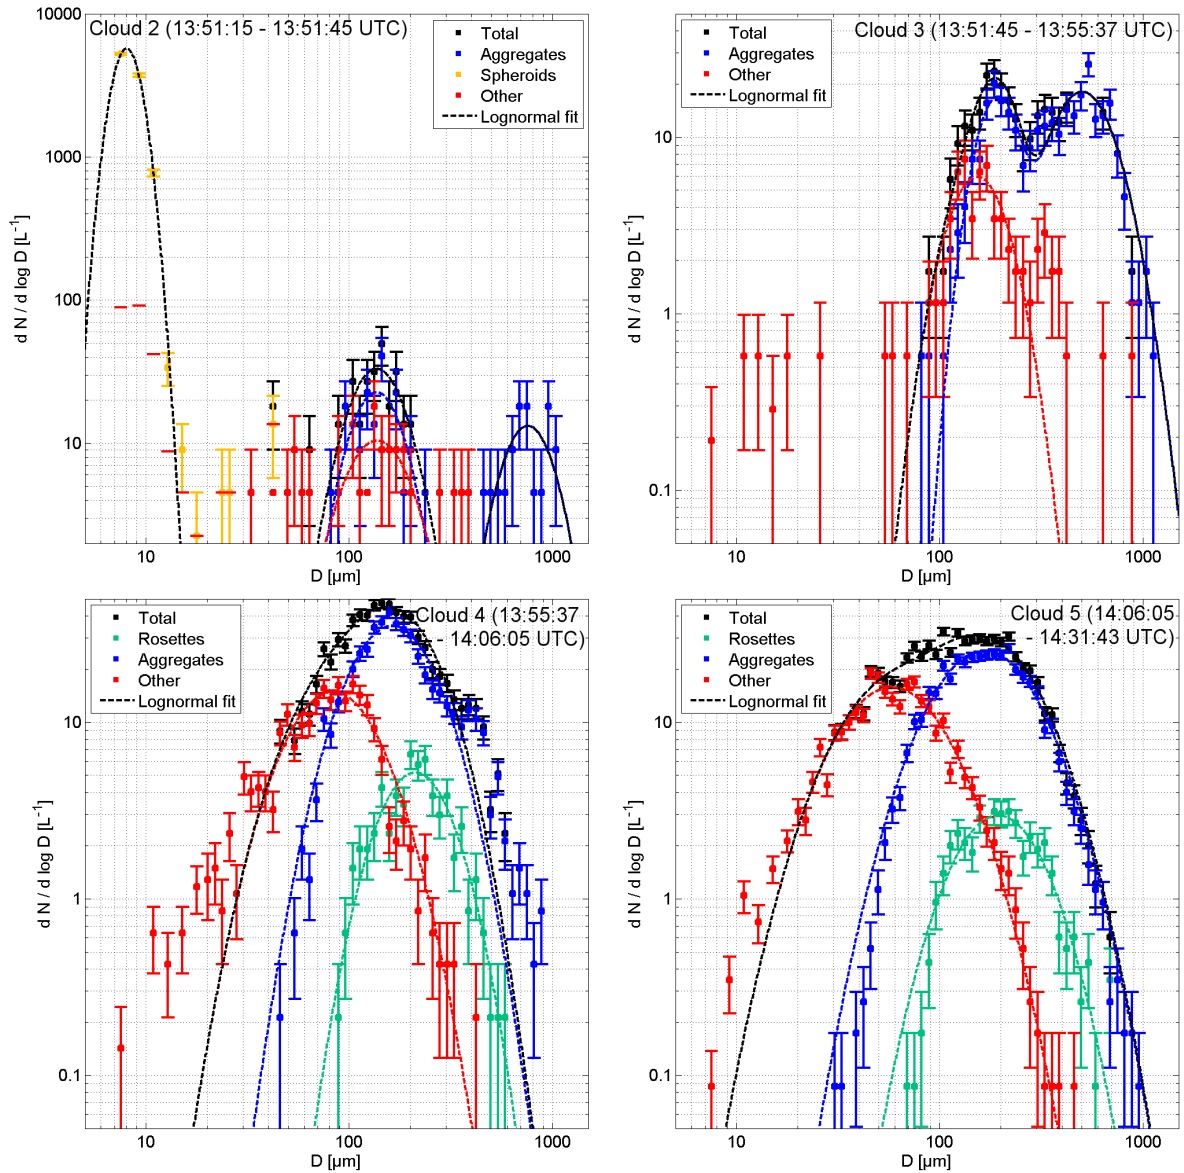 Cloud 2 (13:51:15 - 13:51:45 UTC)
Total
Aggregates
Spheroids
Other
Lognormal fit
10000
1000
100
10
d N / d log D [L⁻¹]
10
100
1000
D [µm]
Cloud 3 (13:51:45 - 13:55:37 UTC)
Total
Aggregates
Other
Lognormal fit
10
1
0.1
d N / d log D [L⁻¹]
10
100
1000
D [µm]
Cloud 4 (13:55:37
- 14:06:05 UTC)
Total
Rosettes
Aggregates
Other
Lognormal fit
10
1
0.1
d N / d log D [L⁻¹]
10
100
1000
D [µm]
Cloud 5 (14:06:05
- 14:31:43 UTC)
Total
Rosettes
Aggregates
Other
Lognormal fit
10
1
0.1
d N / d log D [L⁻¹]
10
100
1000
D [µm]